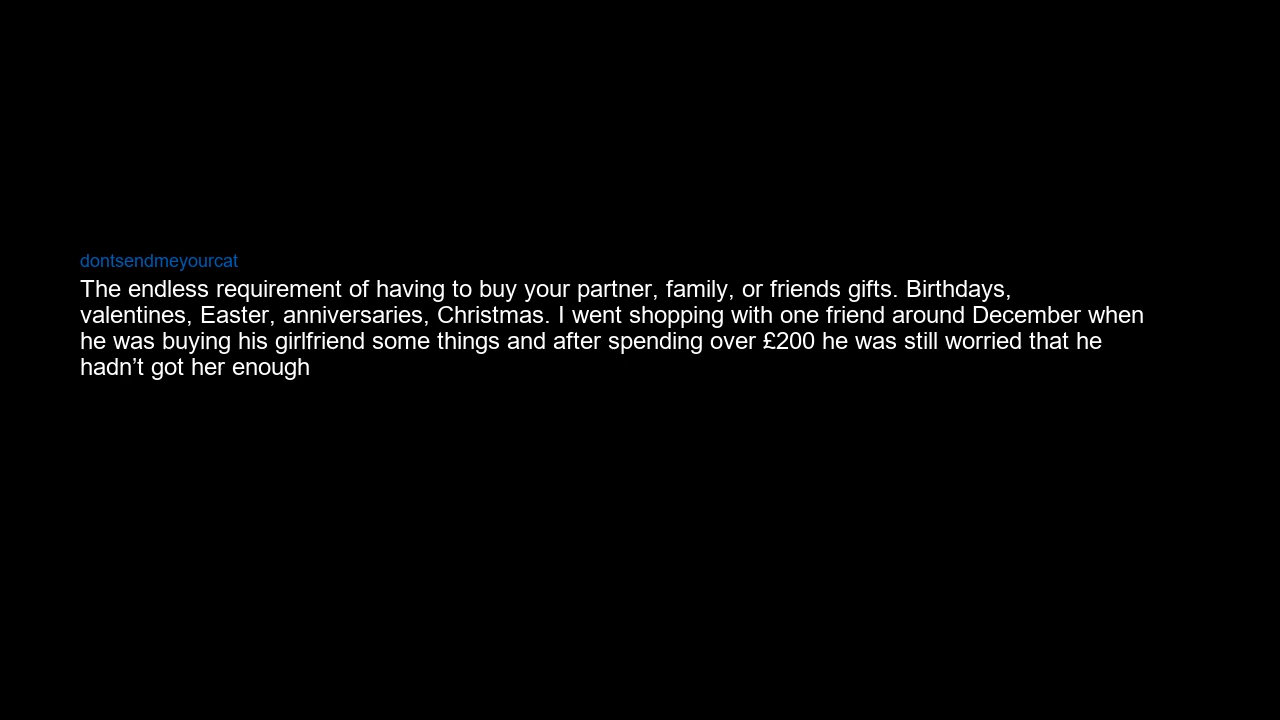 dontsendmeyourcat
The endless requirement of having to buy your partner, family, or friends gifts. Birthdays,
valentines, Easter, anniversaries, Christmas. I went shopping with one friend around December when
he was buying his girlfriend some things and after spending over £200 he was still worried that he
hadn’t got her enough